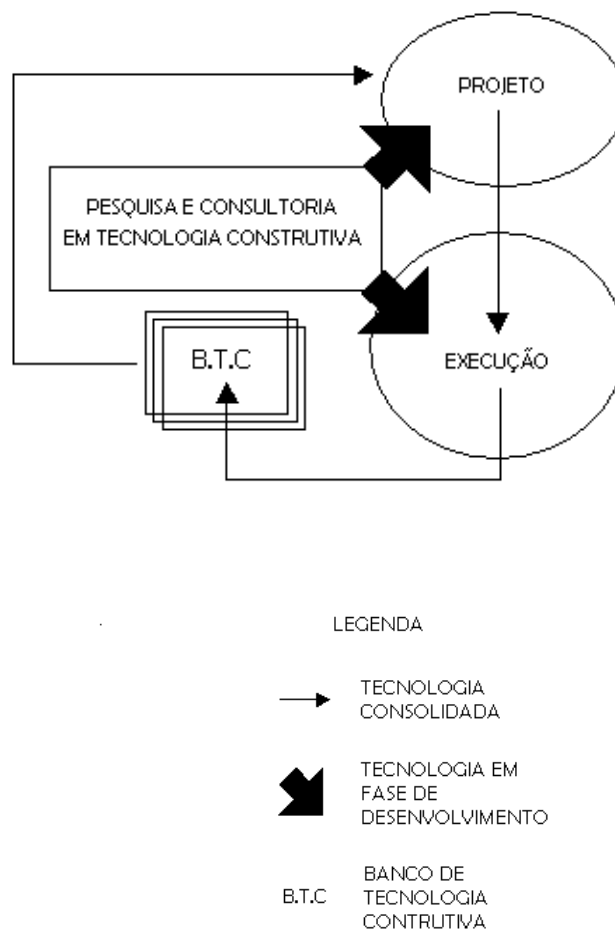 PROJETO
PESQUISA E CONSULTORIA
EM TECNOLOGIA CONSTRUTIVA
B.T.C
EXECUÇÃO
LEGENDA
TECNOLOGIA
CONSOLIDADA
TECNOLOGIA EM
FASE DE
DESENVOLVIMENTO
B.T.C
BANCO DE
TECNOLOGIA
CONTRUTIVA